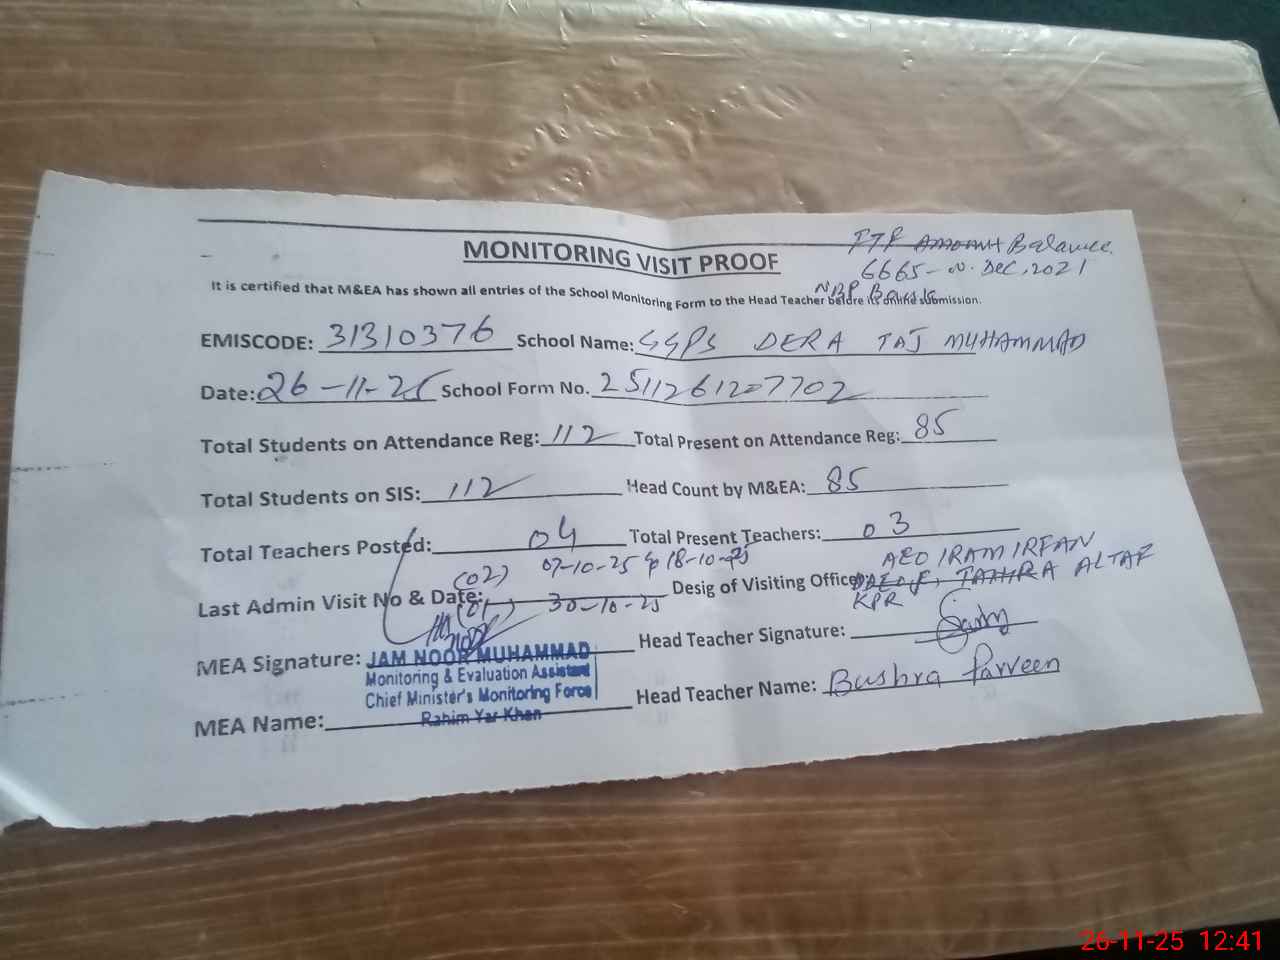 MONITORING VISIT PROOF
PTF Amount Balance
6665- Dec, 2021
NBP Bank
It is certified that M&EA has shown all entries of the School Monitoring Form to the Head Teacher before its online submission.
EMISCODE: 31310376 School Name: GGPS DERA TAJ MUHAMMAD
Date: 26-11-25 School Form No. 2511261207702
Total Students on Attendance Reg: 112 Total Present on Attendance Reg: 85
Total Students on SIS: 112 Head Count by M&EA: 85
Total Teachers Posted: 04 Total Present Teachers: 03
(02) 07-10-25 & 18-10-25 AEO IRAM IRFAN
Last Admin Visit No & Date: (01) 30-10-25 Desig of Visiting Officer TAHIRA ALTAF
KPR
MEA Signature: Head Teacher Signature:
JAM NOOR MUHAMMAD
Monitoring & Evaluation Assistant
Chief Minister's Monitoring Force
Rahim Yar Khan
MEA Name: Head Teacher Name: Bushra Parveen
26-11-25 12:41